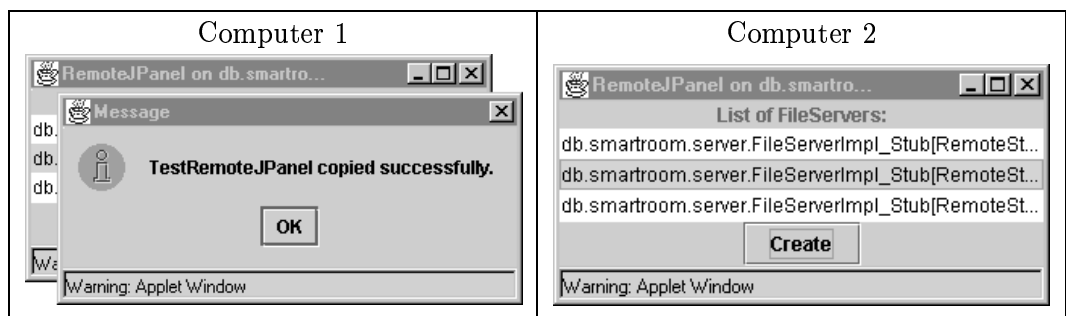 Computer 1
RemoteJPanel on db.smartro...
Message
db.
db.
db.
TestRemoteJPanel copied successfully.
OK
Wa
Warning: Applet Window
Computer 2
RemoteJPanel on db.smartro...
List of FileServers:
db.smartroom.server.FileServerImpl_Stub[RemoteSt...
db.smartroom.server.FileServerImpl_Stub[RemoteSt...
db.smartroom.server.FileServerImpl_Stub[RemoteSt...
Create
Warning: Applet Window